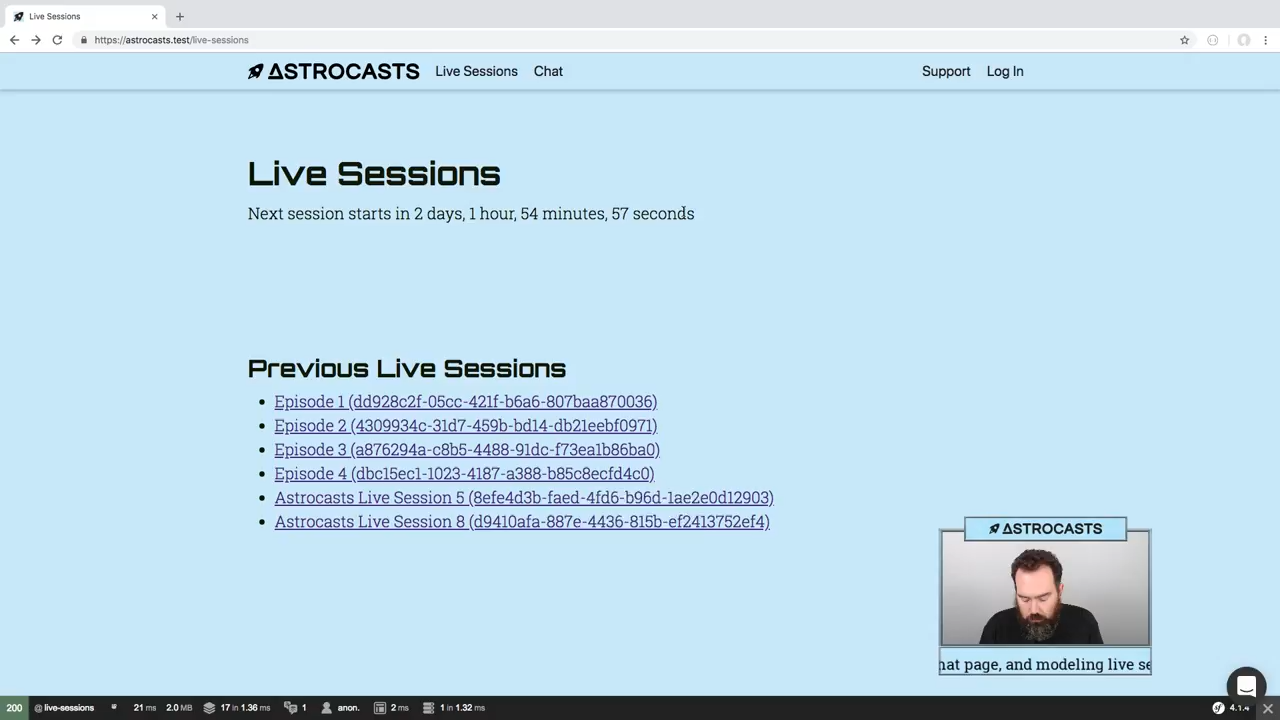 Live Sessions
https://astrocasts.test/live-sessions
ASTROCASTS Live Sessions Chat Support Log In
Live Sessions
Next session starts in 2 days, 1 hour, 54 minutes, 57 seconds
Previous Live Sessions
Episode 1 (dd928c2f-05cc-421f-b6a6-807baa870036)
Episode 2 (4309934c-31d7-459b-bd14-db21eebf0971)
Episode 3 (a876294a-c8b5-4488-91dc-f73ea1b86ba0)
Episode 4 (dbc15ec1-1023-4187-a388-b85c8ecfd4c0)
Astrocasts Live Session 5 (8efe4d3b-faed-4fd6-b96d-1ae2e0d12903)
Astrocasts Live Session 8 (d9410afa-887e-4436-815b-ef2413752ef4)
ASTROCASTS
hat page, and modeling live se
200 @ live-sessions 21 ms 2.0 MB 17 in 1.36 ms 1 anon. 2 ms 1 in 1.32 ms 4.1.4